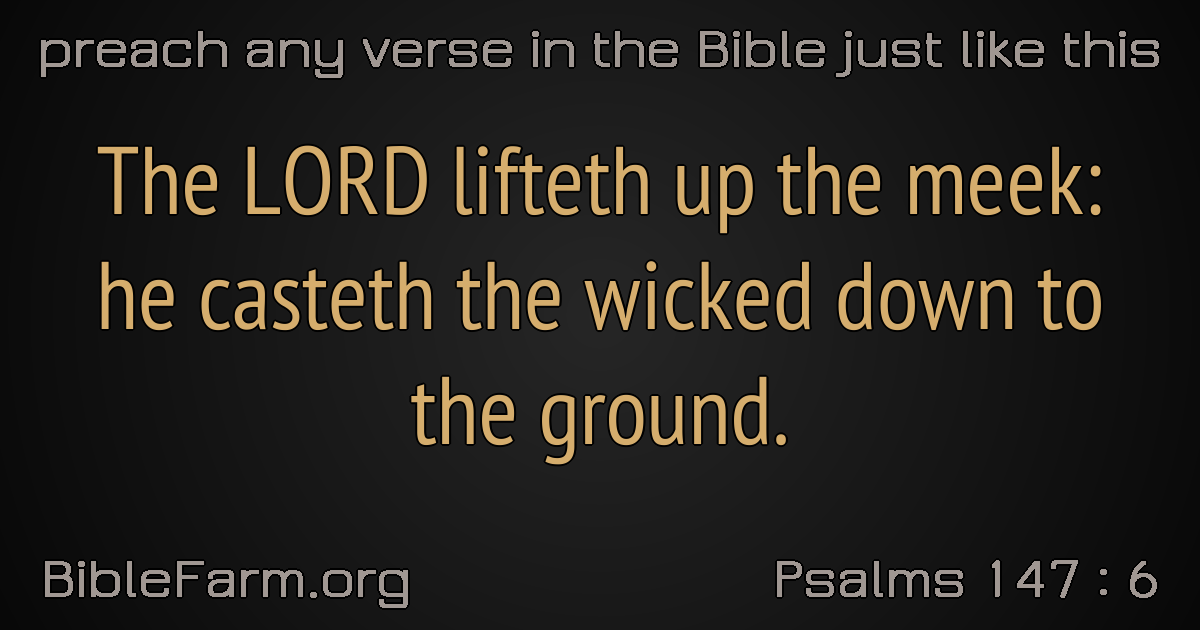 preach any verse in the Bible just like this
The LORD lifteth up the meek:
he casteth the wicked down to
the ground.
BibleFarm.org
Psalms 147 : 6